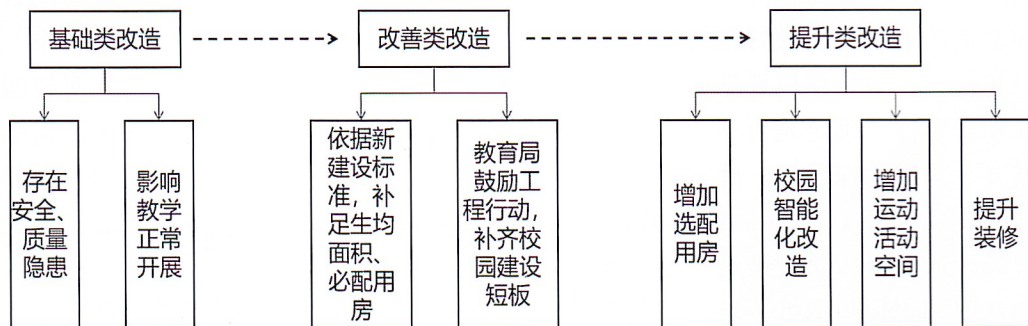 基础类改造
改善类改造
提升类改造
存在
安全、
质量
隐患
影响
教学
正常
开展
依据新
建设标
准，补
足生均
面积、
必配用
房
教育局
鼓励工
程行动，
补齐校
园建设
短板
增加
选配
用房
校园
智能
化改
造
增加
运动
活动
空间
提升
装修